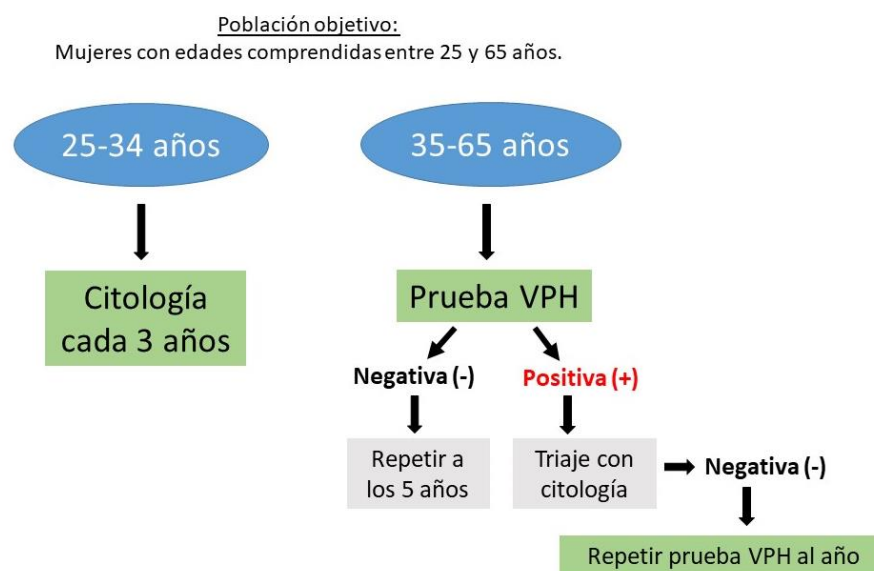 Población objetivo:
Mujeres con edades comprendidas entre 25 y 65 años.
25-34 años
35-65 años
Citología
cada 3 años
Prueba VPH
Negativa (-)
Positiva (+)
Repetir a
los 5 años
Triaje con
citología
Negativa (-)
Repetir prueba VPH al año